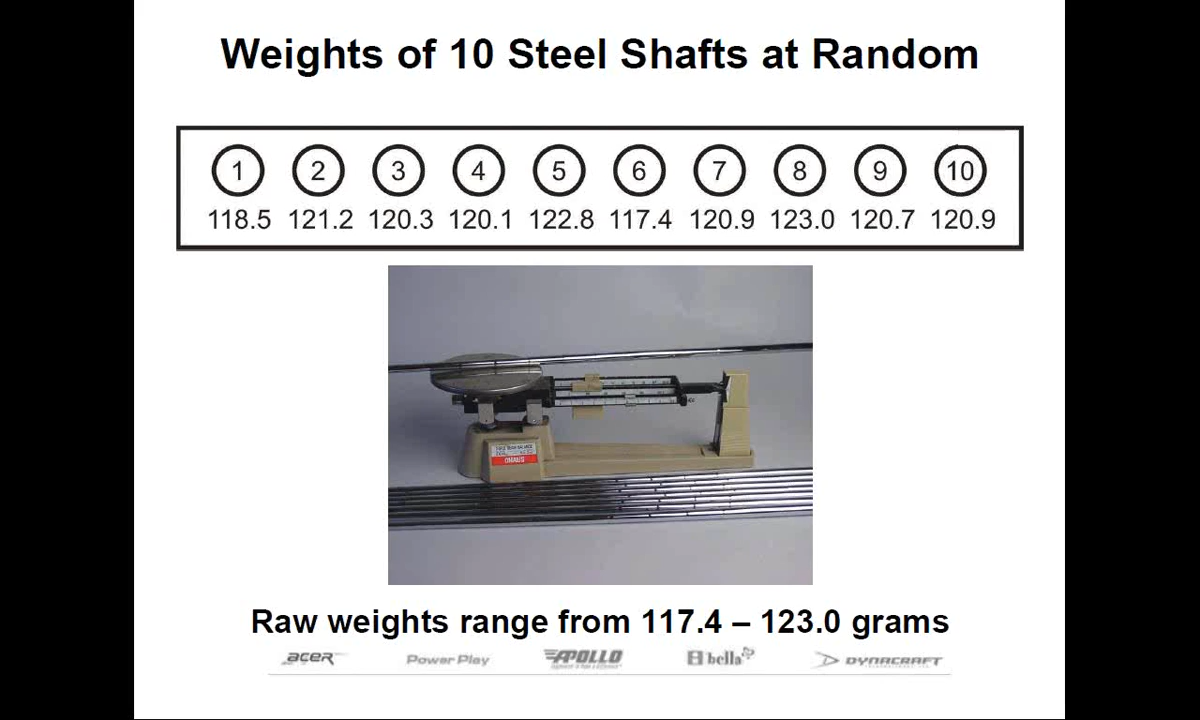 Weights of 10 Steel Shafts at Random
1 2 3 4 5 6 7 8 9 10
118.5 121.2 120.3 120.1 122.8 117.4 120.9 123.0 120.7 120.9
OHAUS
Raw weights range from 117.4 – 123.0 grams
acer Power Play APOLLO bella DYNACRAFT